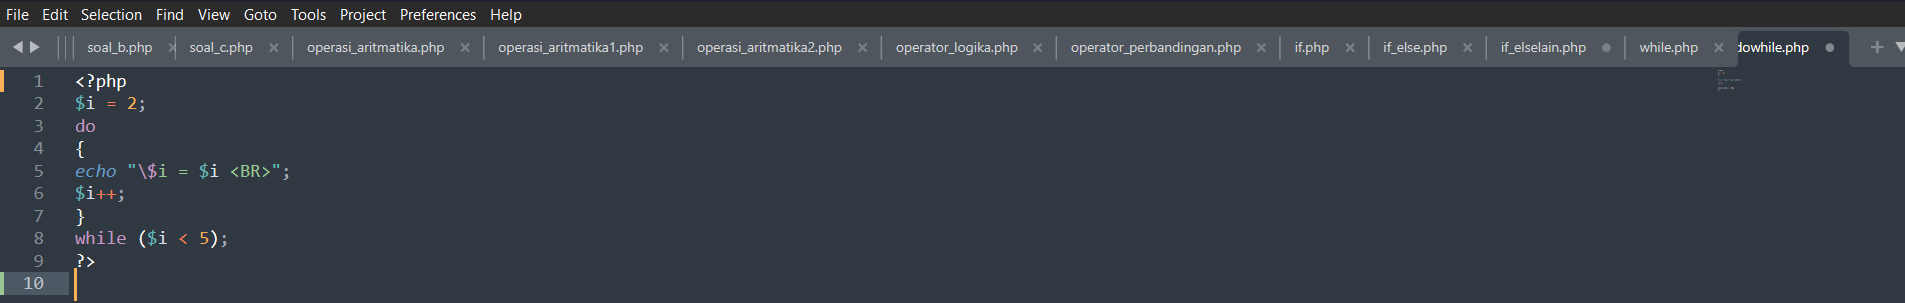 File Edit Selection Find View Goto Tools Project Preferences Help
soal_b.php soal_c.php operasi_aritmatika.php operasi_aritmatika1.php operasi_aritmatika2.php operator_logika.php operator_perbandingan.php if.php if_else.php if_elselain.php while.php dowhile.php
1 <?php
2 $i = 2;
3 do
4 {
5 echo "\$i = $i <BR>";
6 $i++;
7 }
8 while ($i < 5);
9 ?>
10